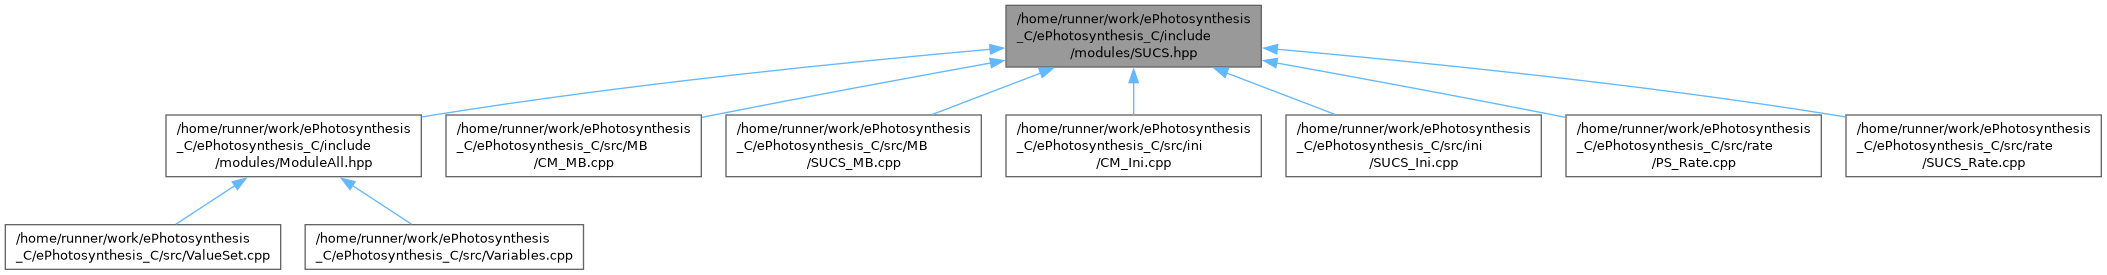 /home/runner/work/ePhotosynthesis
_C/ePhotosynthesis_C/include
/modules/SUCS.hpp
/home/runner/work/ePhotosynthesis
_C/ePhotosynthesis_C/include
/modules/ModuleAll.hpp
/home/runner/work/ePhotosynthesis
_C/ePhotosynthesis_C/src/MB
/CM_MB.cpp
/home/runner/work/ePhotosynthesis
_C/ePhotosynthesis_C/src/MB
/SUCS_MB.cpp
/home/runner/work/ePhotosynthesis
_C/ePhotosynthesis_C/src/ini
/CM_Ini.cpp
/home/runner/work/ePhotosynthesis
_C/ePhotosynthesis_C/src/ini
/SUCS_Ini.cpp
/home/runner/work/ePhotosynthesis
_C/ePhotosynthesis_C/src/rate
/PS_Rate.cpp
/home/runner/work/ePhotosynthesis
_C/ePhotosynthesis_C/src/rate
/SUCS_Rate.cpp
/home/runner/work/ePhotosynthesis
_C/ePhotosynthesis_C/src/ValueSet.cpp
/home/runner/work/ePhotosynthesis
_C/ePhotosynthesis_C/src/Variables.cpp